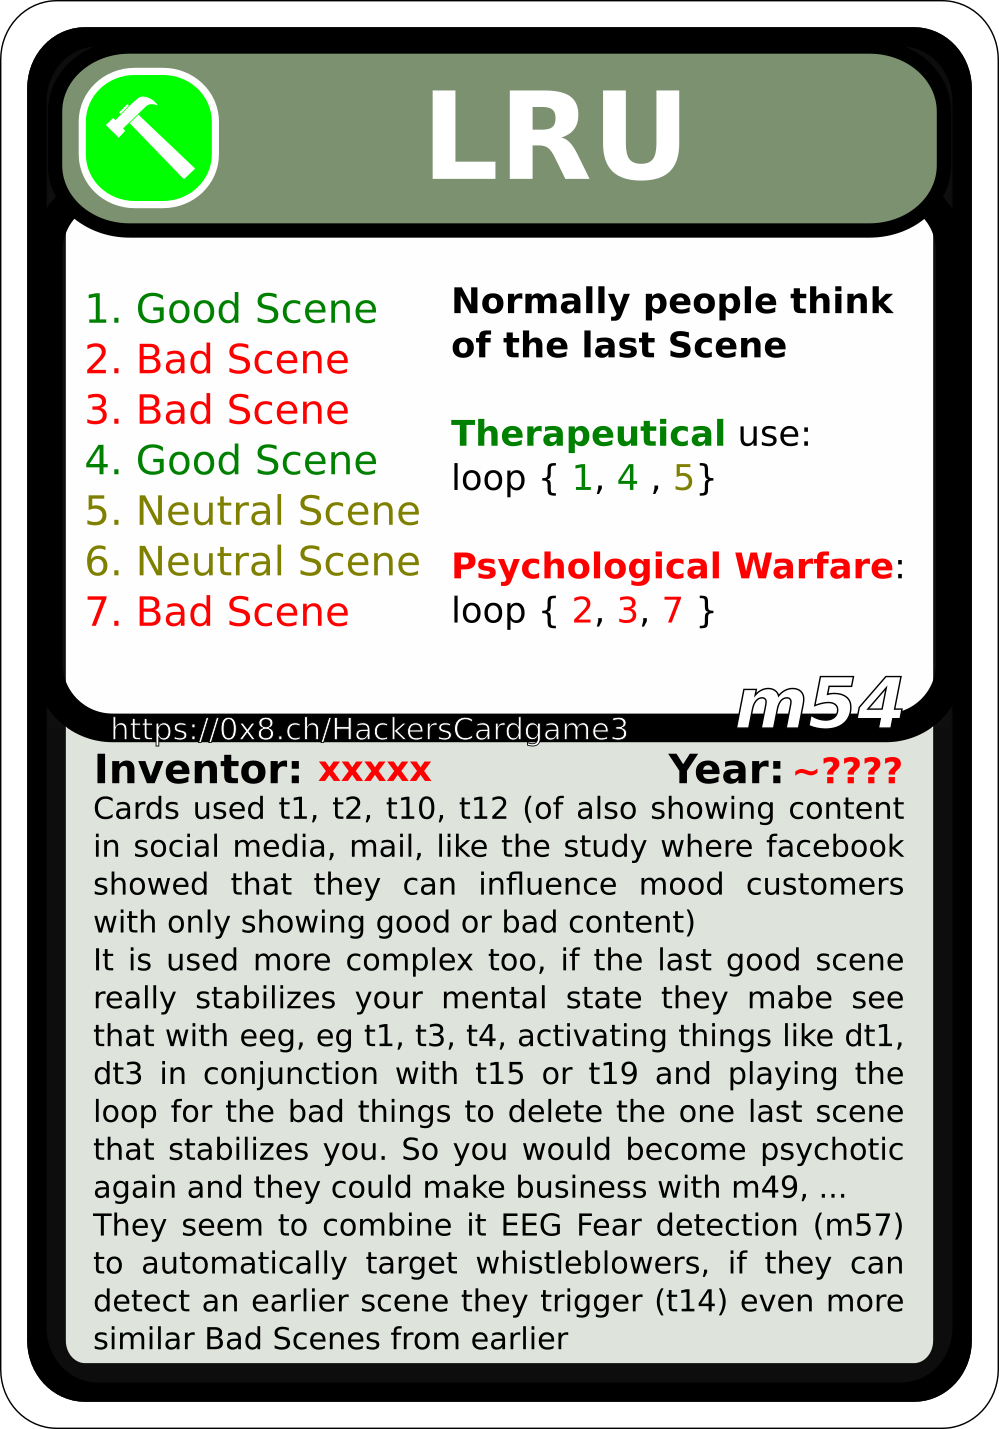 LRU
1. Good Scene
2. Bad Scene
3. Bad Scene
4. Good Scene
5. Neutral Scene
6. Neutral Scene
7. Bad Scene
Normally people think
of the last Scene
Therapeutical use:
loop { 1, 4 , 5}
Psychological Warfare:
loop { 2, 3, 7 }
m54
https://0x8.ch/HackersCardgame3
Inventor: xxxxx Year: ~????
Cards used t1, t2, t10, t12 (of also showing content
in social media, mail, like the study where facebook
showed that they can influence mood customers
with only showing good or bad content)
It is used more complex too, if the last good scene
really stabilizes your mental state they mabe see
that with eeg, eg t1, t3, t4, activating things like dt1,
dt3 in conjunction with t15 or t19 and playing the
loop for the bad things to delete the one last scene
that stabilizes you. So you would become psychotic
again and they could make business with m49, ...
They seem to combine it EEG Fear detection (m57)
to automatically target whistleblowers, if they can
detect an earlier scene they trigger (t14) even more
similar Bad Scenes from earlier